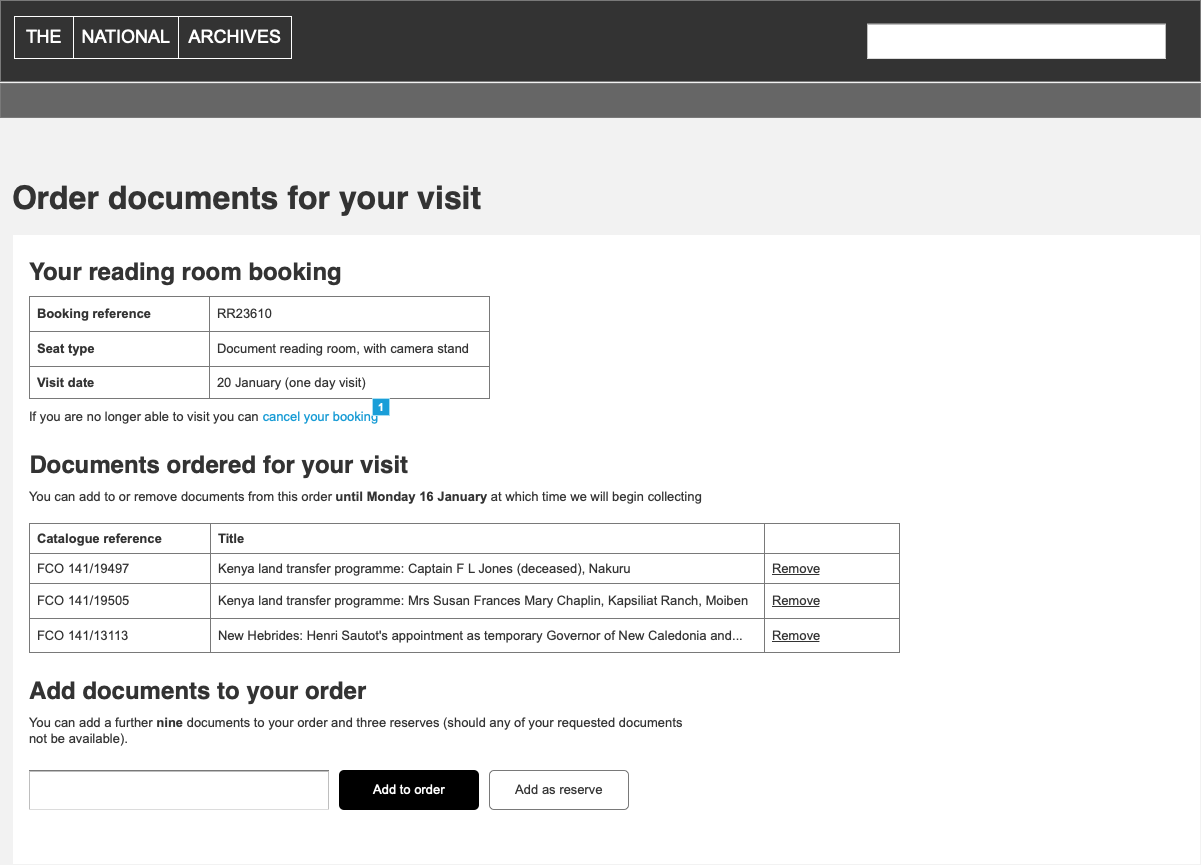 THE NATIONAL ARCHIVES
Order documents for your visit
Your reading room booking
Booking reference RR23610
Seat type Document reading room, with camera stand
Visit date 20 January (one day visit)
1
If you are no longer able to visit you can cancel your booking
Documents ordered for your visit
You can add to or remove documents from this order until Monday 16 January at which time we will begin collecting
Catalogue reference Title
FCO 141/19497 Kenya land transfer programme: Captain F L Jones (deceased), Nakuru Remove
FCO 141/19505 Kenya land transfer programme: Mrs Susan Frances Mary Chaplin, Kapsiliat Ranch, Moiben Remove
FCO 141/13113 New Hebrides: Henri Sautot's appointment as temporary Governor of New Caledonia and... Remove
Add documents to your order
You can add a further nine documents to your order and three reserves (should any of your requested documents
not be available).
Add to order Add as reserve